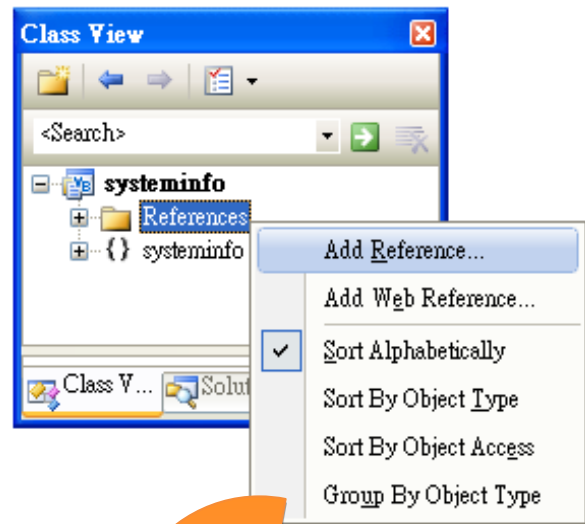 Class View
<Search>
systeminfo
References
{} systeminfo
Add Reference...
Add Web Reference...
Sort Alphabetically
Sort By Object Type
Sort By Object Access
Group By Object Type
Class V... Solut